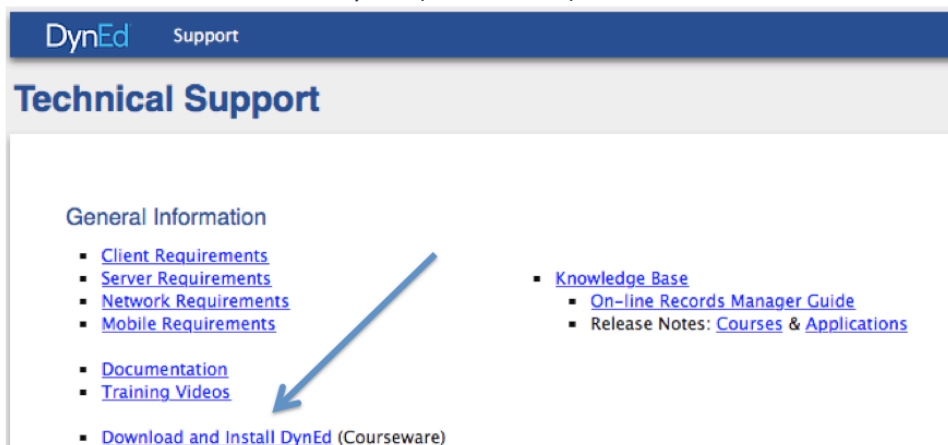 DynEd Support
Technical Support
General Information
Client Requirements
Server Requirements
Network Requirements
Mobile Requirements
Documentation
Training Videos
Download and Install DynEd (Courseware)
Knowledge Base
On-line Records Manager Guide
Release Notes: Courses & Applications